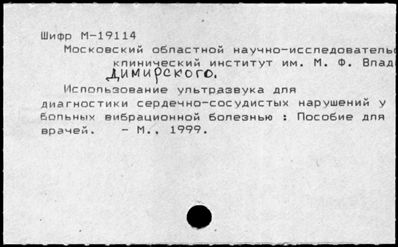 Шифр М-19114
Московский областной научно-исследователь
клинический институт им. М. Ф. Влад
димирского.
Использование ультразвука для
диагностики сердечно-сосудистых нарушений у
больных вибрационной болезнью : Пособие для
врачей. - М., 1999.